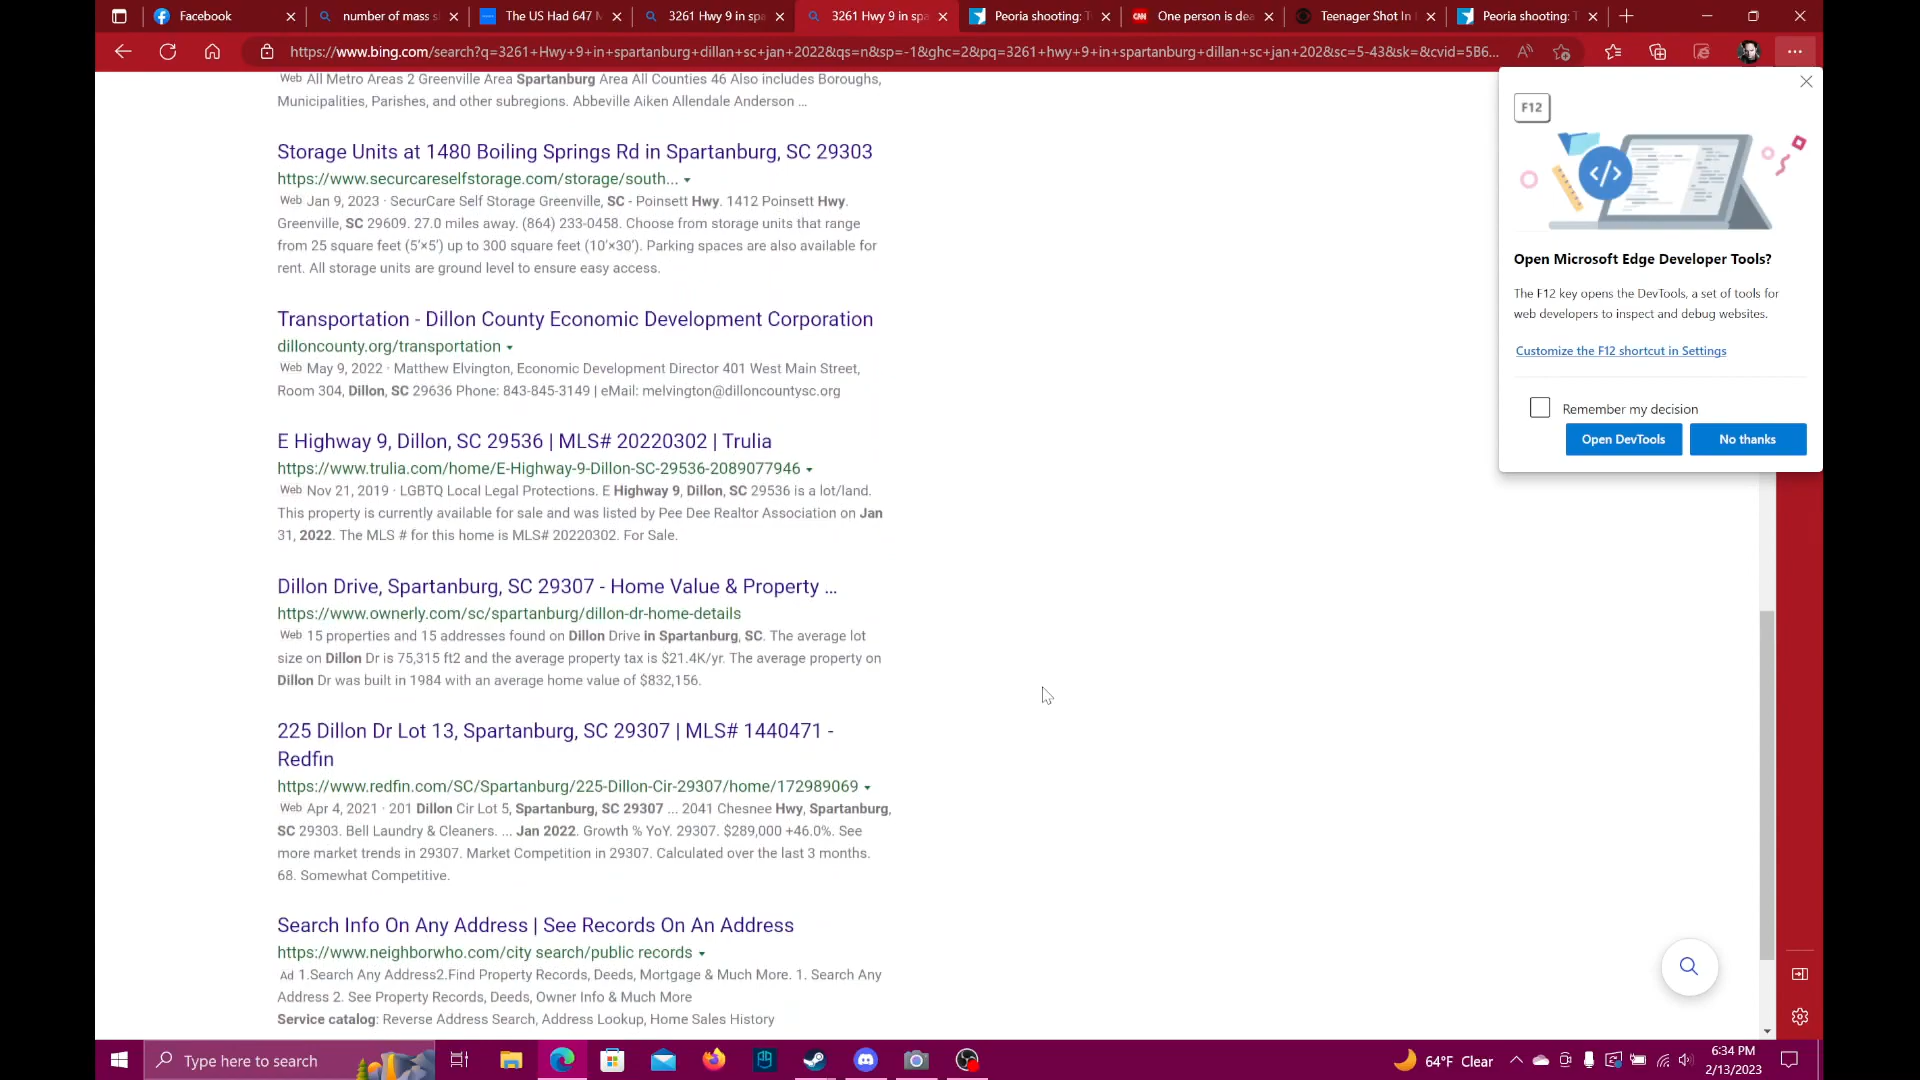 Facebook
number of mass s
The US Had 647 M
3261 Hwy 9 in spa
3261 Hwy 9 in spa
Peoria shooting: T
CNN
One person is dea
Teenager Shot In
Peoria shooting: T
https://www.bing.com/search?q=3261+Hwy+9+in+spartanburg+dillan+sc+jan+2022&qs=n&sp=-1&ghc=2&pq=3261+hwy+9+in+spartanburg+dillan+sc+jan+202&sc=5-43&sk=&cvid=5B6...
Web All Metro Areas 2 Greenville Area Spartanburg Area All Counties 46 Also includes Boroughs,
Municipalities, Parishes, and other subregions. Abbeville Aiken Allendale Anderson ...
Storage Units at 1480 Boiling Springs Rd in Spartanburg, SC 29303
https://www.securcareselfstorage.com/storage/south...
Web Jan 9, 2023 · SecurCare Self Storage Greenville, SC - Poinsett Hwy. 1412 Poinsett Hwy.
Greenville, SC 29609. 27.0 miles away. (864) 233-0458. Choose from storage units that range
from 25 square feet (5'×5') up to 300 square feet (10'×30'). Parking spaces are also available for
rent. All storage units are ground level to ensure easy access.
Transportation - Dillon County Economic Development Corporation
dilloncounty.org/transportation
Web May 9, 2022 · Matthew Elvington, Economic Development Director 401 West Main Street,
Room 304, Dillon, SC 29636 Phone: 843-845-3149 | eMail: melvington@dilloncountysc.org
E Highway 9, Dillon, SC 29536 | MLS# 20220302 | Trulia
https://www.trulia.com/home/E-Highway-9-Dillon-SC-29536-2089077946
Web Nov 21, 2019 · LGBTQ Local Legal Protections. E Highway 9, Dillon, SC 29536 is a lot/land.
This property is currently available for sale and was listed by Pee Dee Realtor Association on Jan
31, 2022. The MLS # for this home is MLS# 20220302. For Sale.
Dillon Drive, Spartanburg, SC 29307 - Home Value & Property ...
https://www.ownerly.com/sc/spartanburg/dillon-dr-home-details
Web 15 properties and 15 addresses found on Dillon Drive in Spartanburg, SC. The average lot
size on Dillon Dr is 75,315 ft2 and the average property tax is $21.4K/yr. The average property on
Dillon Dr was built in 1984 with an average home value of $832,156.
225 Dillon Dr Lot 13, Spartanburg, SC 29307 | MLS# 1440471 -
Redfin
https://www.redfin.com/SC/Spartanburg/225-Dillon-Cir-29307/home/172989069
Web Apr 4, 2021 · 201 Dillon Cir Lot 5, Spartanburg, SC 29307 ... 2041 Chesnee Hwy, Spartanburg,
SC 29303. Bell Laundry & Cleaners. ... Jan 2022. Growth % YoY. 29307. $289,000 +46.0%. See
more market trends in 29307. Market Competition in 29307. Calculated over the last 3 months.
68. Somewhat Competitive.
Search Info On Any Address | See Records On An Address
https://www.neighborwho.com/city search/public records
Ad 1.Search Any Address2.Find Property Records, Deeds, Mortgage & Much More. 1. Search Any
Address 2. See Property Records, Deeds, Owner Info & Much More
Service catalog: Reverse Address Search, Address Lookup, Home Sales History
F12
Open Microsoft Edge Developer Tools?
The F12 key opens the DevTools, a set of tools for
web developers to inspect and debug websites.
Customize the F12 shortcut in Settings
Remember my decision
Open DevTools
No thanks
Type here to search
64°F Clear
6:34 PM
2/13/2023